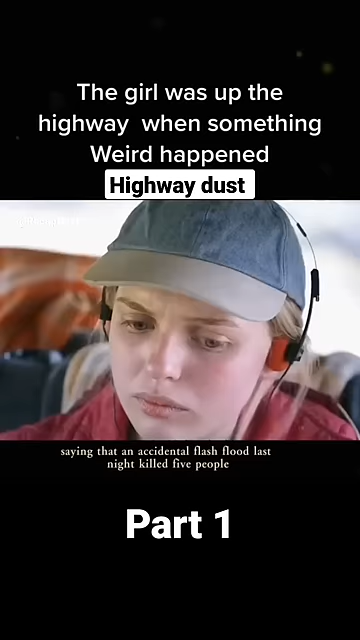 The girl was up the
highway when something
Weird happened
Highway dust
saying that an accidental flash flood last
night killed five people
Part 1